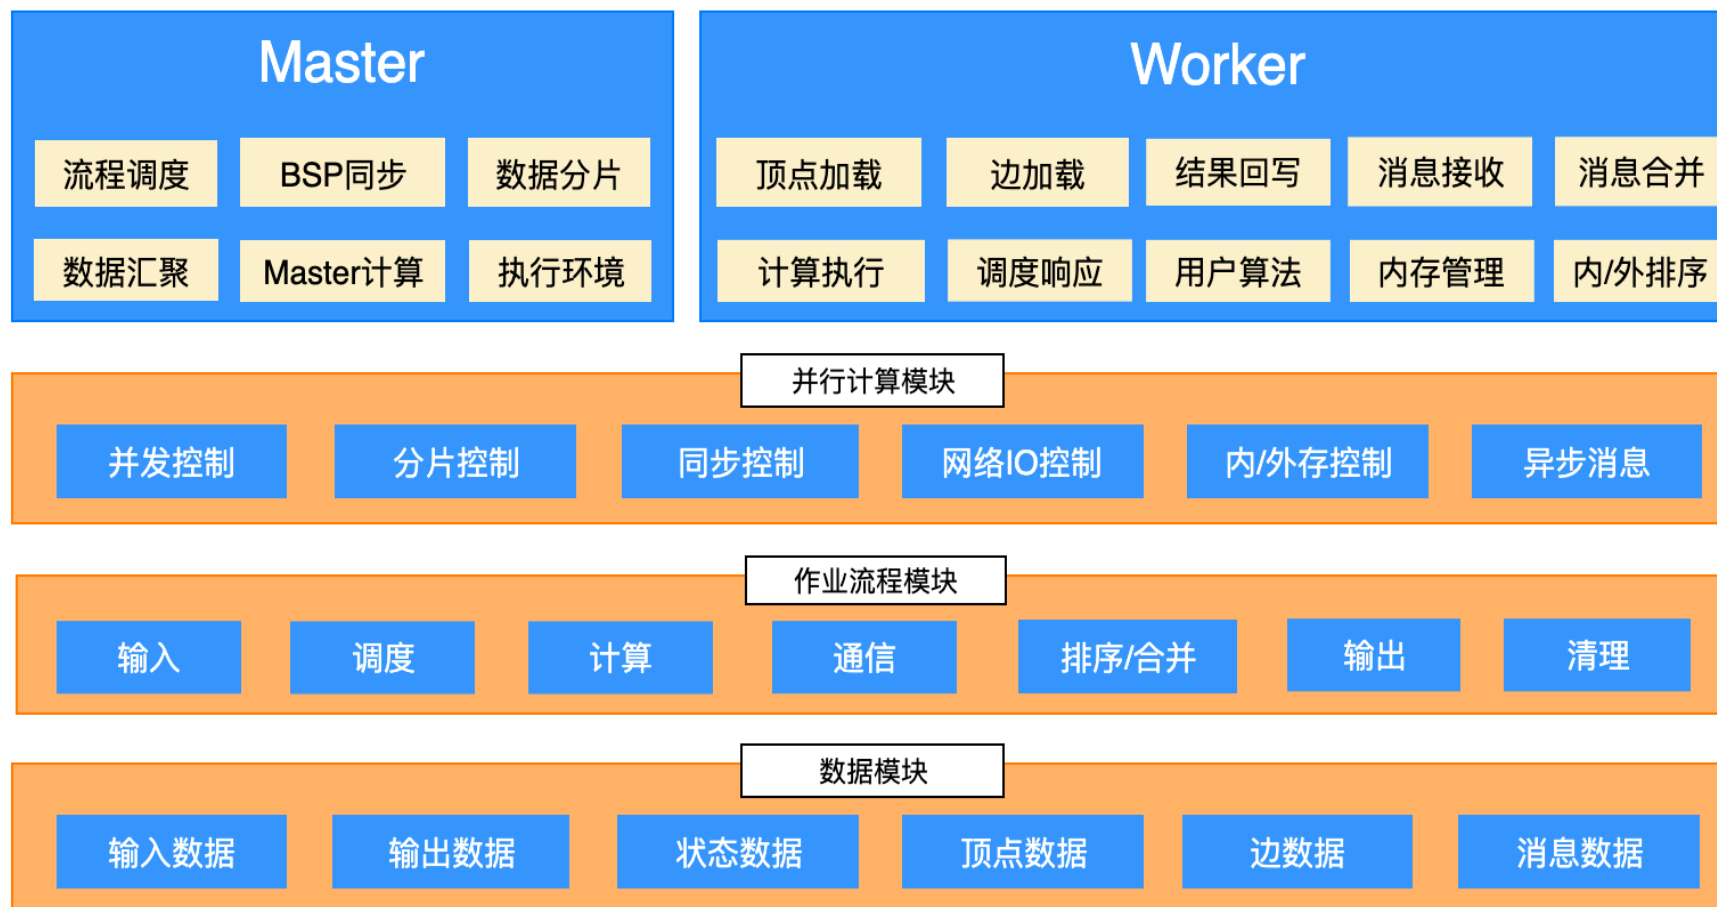 Master
流程调度 BSP同步 数据分片
数据汇聚 Master计算 执行环境
Worker
顶点加载 边加载 结果回写 消息接收 消息合并
计算执行 调度响应 用户算法 内存管理 内/外排序
并行计算模块
并发控制 分片控制 同步控制 网络IO控制 内/外存控制 异步消息
作业流程模块
输入 调度 计算 通信 排序/合并 输出 清理
数据模块
输入数据 输出数据 状态数据 顶点数据 边数据 消息数据